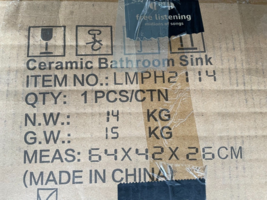 free listening
Ceramic Bathroom Sink
ITEM NO.: LMPH2114
QTY: 1 PCS/CTN
N.W.: 14 KG
G.W.: 15 KG
MEAS: 64X42X26CM
(MADE IN CHINA)